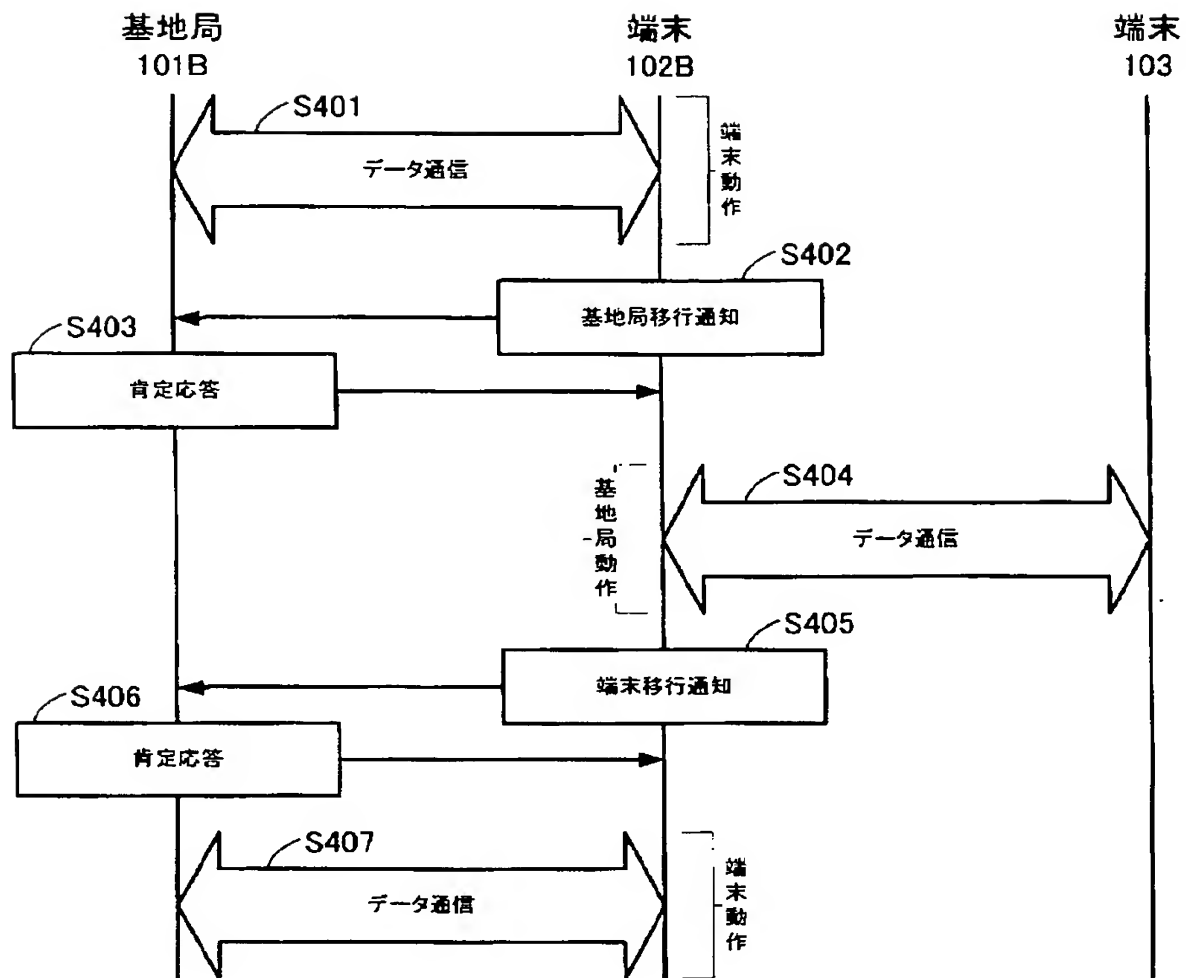 基地局
101B
端末
102B
端末
103
S401
データ通信
端末動作
S402
基地局移行通知
S403
肯定応答
S404
データ通信
基地局動作
S405
端末移行通知
S406
肯定応答
S407
データ通信
端末動作